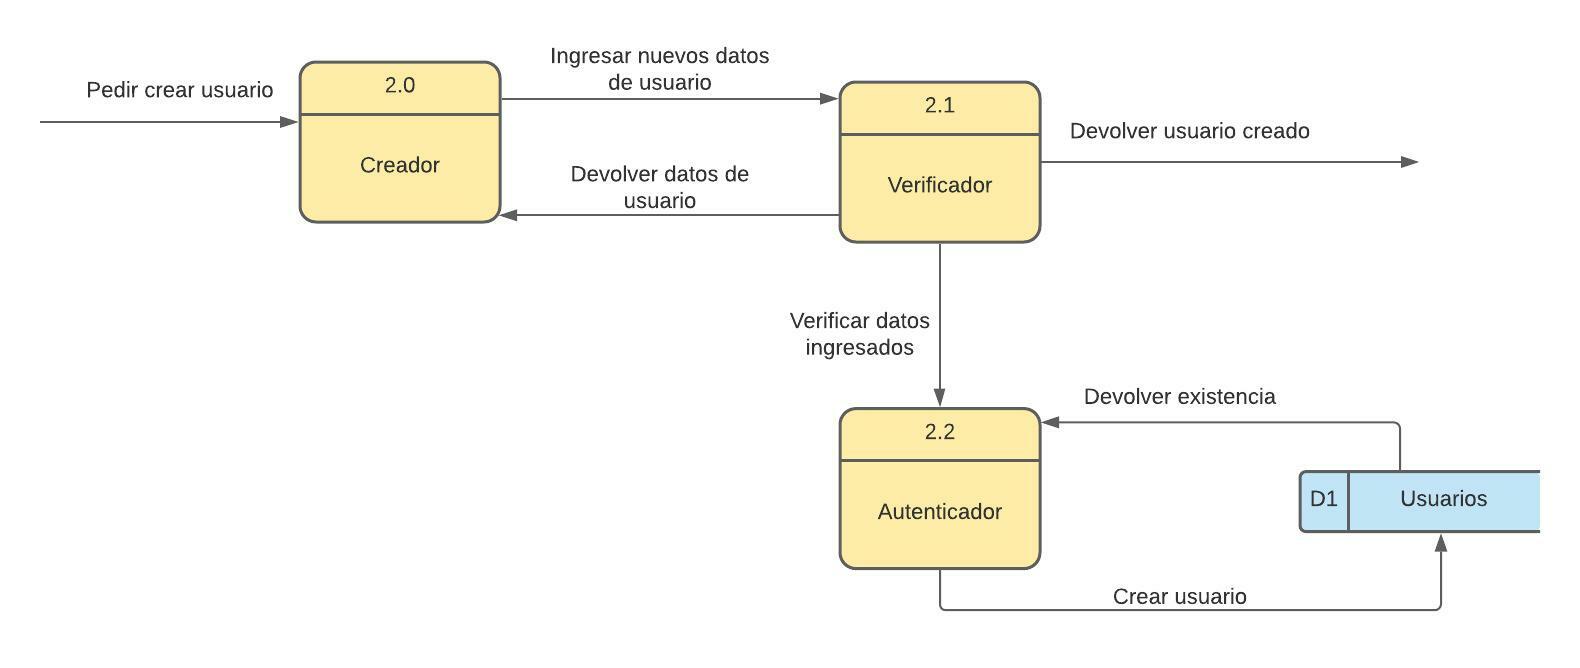 Pedir crear usuario
2.0
Creador
Ingresar nuevos datos
de usuario
Devolver datos de
usuario
2.1
Verificador
Devolver usuario creado
Verificar datos
ingresados
2.2
Autenticador
Devolver existencia
D1
Usuarios
Crear usuario